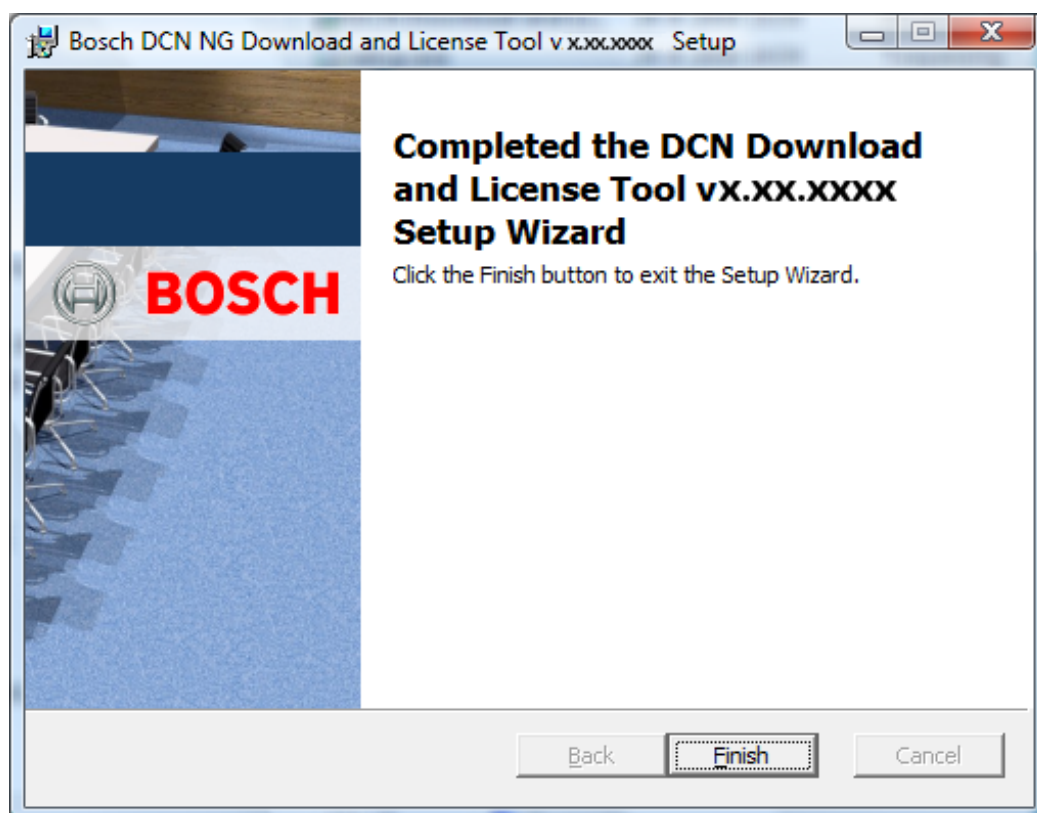 Bosch DCN NG Download and License Tool v x.xx.xxxx Setup
Completed the DCN Download
and License Tool vx.xx.xxxx
Setup Wizard
Click the Finish button to exit the Setup Wizard.
BOSCH
Back
Finish
Cancel